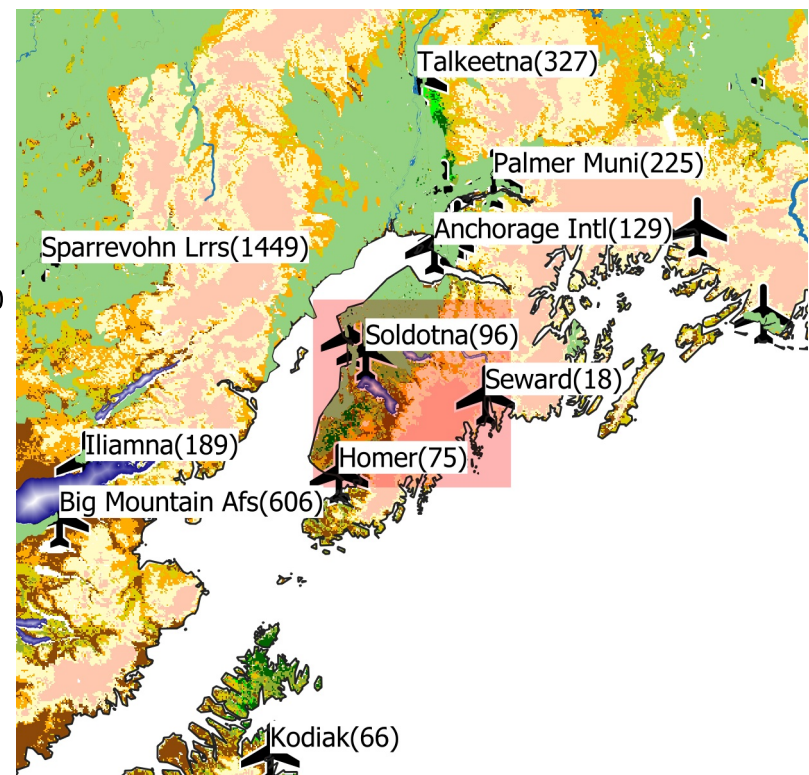 Talkeetna(327)
Palmer Muni(225)
Anchorage Intl(129)
Sparrevohn Lrrs(1449)
Soldotna(96)
Seward(18)
Iliamna(189)
Homer(75)
Big Mountain Afs(606)
Kodiak(66)